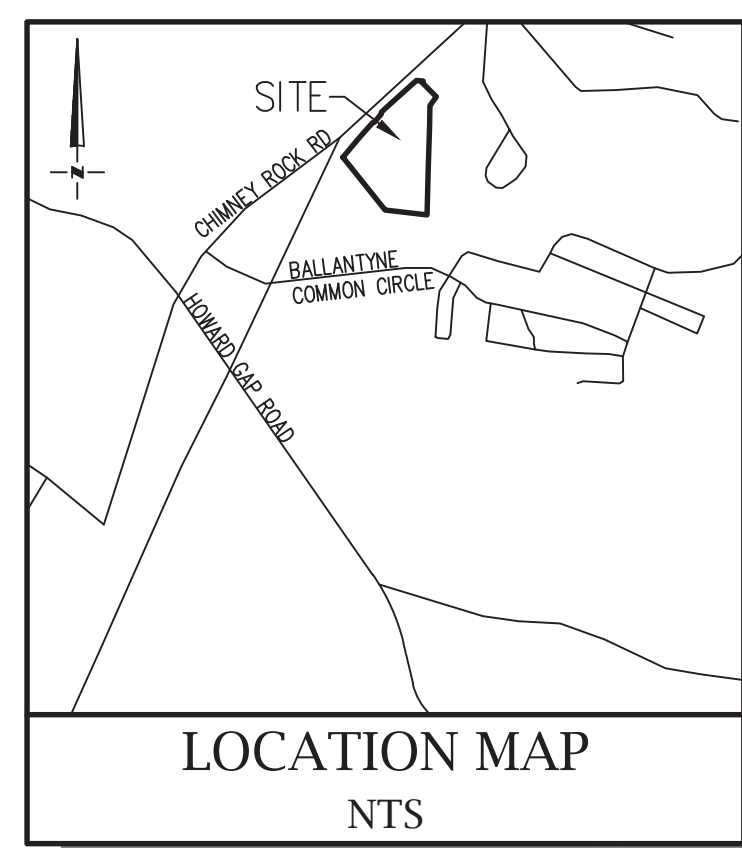 SITE
CHIMNEY ROCK RD
BALLANTYNE
COMMON CIRCLE
N
HOWARD GAP ROAD
LOCATION MAP
NTS